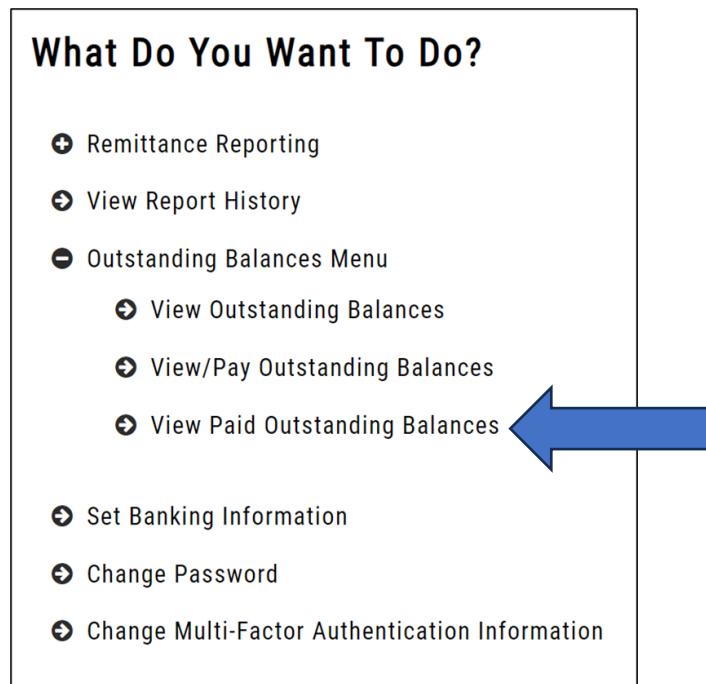 What Do You Want To Do?
Remittance Reporting
View Report History
Outstanding Balances Menu
View Outstanding Balances
View/Pay Outstanding Balances
View Paid Outstanding Balances
Set Banking Information
Change Password
Change Multi-Factor Authentication Information